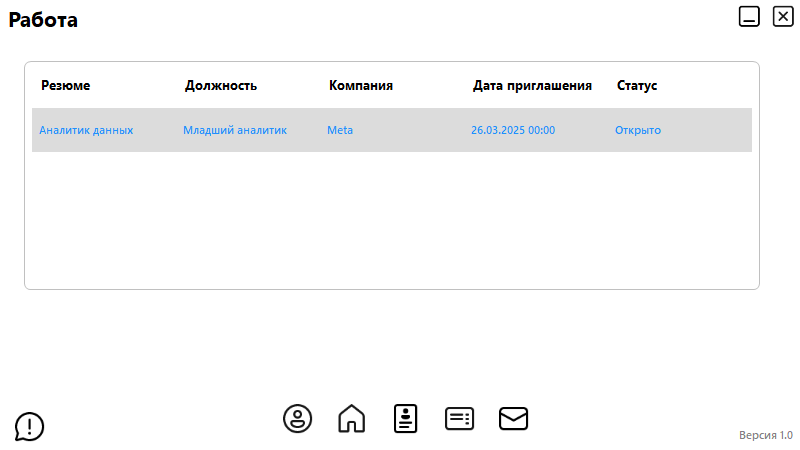 Работа
Резюме Должность Компания Дата приглашения Статус
Аналитик данных Младший аналитик Meta 26.03.2025 00:00 Открыто
Версия 1.0